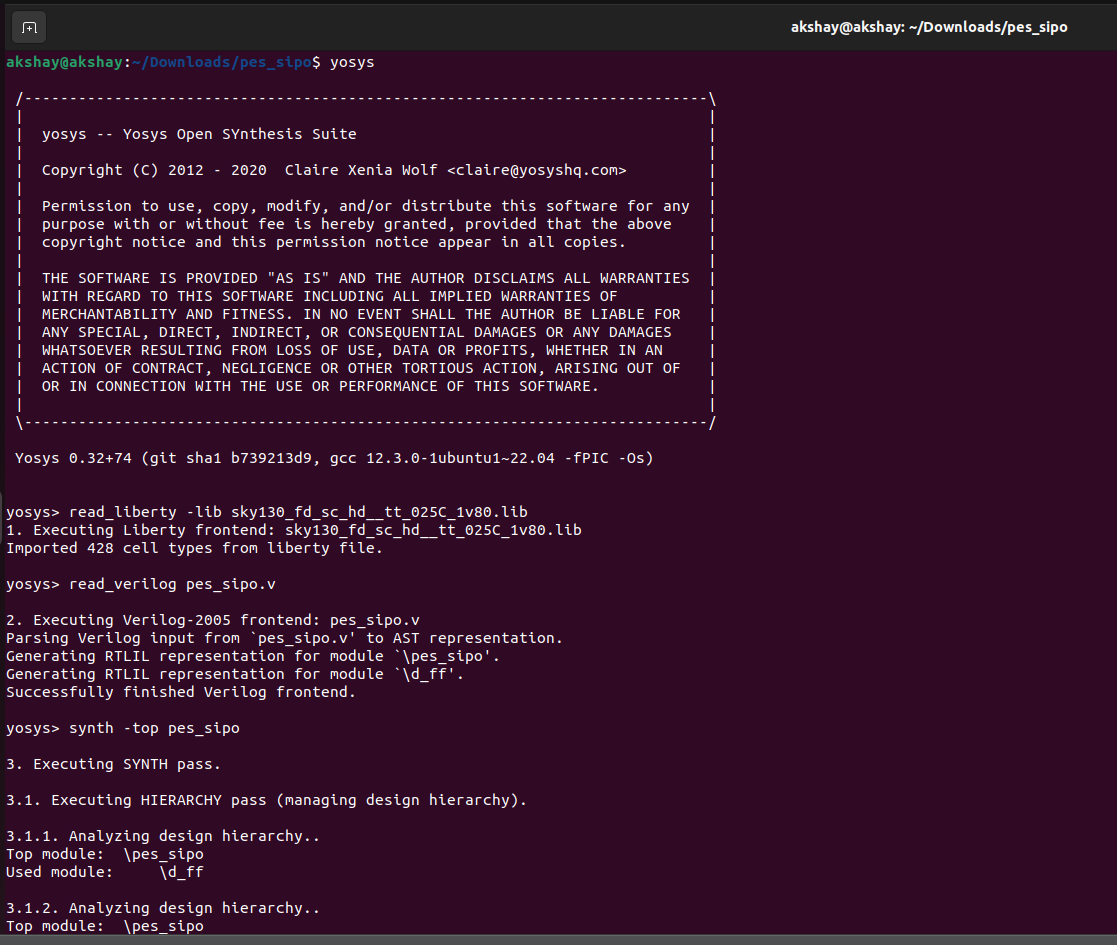 akshay@akshay: ~/Downloads/pes_sipo
akshay@akshay:~/Downloads/pes_sipo$ yosys
/----------------------------------------------------------------------------\
|                                                                            |
|  yosys -- Yosys Open SYnthesis Suite                                       |
|                                                                            |
|  Copyright (C) 2012 - 2020  Claire Xenia Wolf <claire@yosyshq.com>         |
|                                                                            |
|  Permission to use, copy, modify, and/or distribute this software for any  |
|  purpose with or without fee is hereby granted, provided that the above    |
|  copyright notice and this permission notice appear in all copies.         |
|                                                                            |
|  THE SOFTWARE IS PROVIDED "AS IS" AND THE AUTHOR DISCLAIMS ALL WARRANTIES  |
|  WITH REGARD TO THIS SOFTWARE INCLUDING ALL IMPLIED WARRANTIES OF          |
|  MERCHANTABILITY AND FITNESS. IN NO EVENT SHALL THE AUTHOR BE LIABLE FOR   |
|  ANY SPECIAL, DIRECT, INDIRECT, OR CONSEQUENTIAL DAMAGES OR ANY DAMAGES    |
|  WHATSOEVER RESULTING FROM LOSS OF USE, DATA OR PROFITS, WHETHER IN AN     |
|  ACTION OF CONTRACT, NEGLIGENCE OR OTHER TORTIOUS ACTION, ARISING OUT OF   |
|  OR IN CONNECTION WITH THE USE OR PERFORMANCE OF THIS SOFTWARE.            |
|                                                                            |
\----------------------------------------------------------------------------/
Yosys 0.32+74 (git sha1 b739213d9, gcc 12.3.0-1ubuntu1~22.04 -fPIC -Os)
yosys> read_liberty -lib sky130_fd_sc_hd__tt_025C_1v80.lib
1. Executing Liberty frontend: sky130_fd_sc_hd__tt_025C_1v80.lib
Imported 428 cell types from liberty file.
yosys> read_verilog pes_sipo.v
2. Executing Verilog-2005 frontend: pes_sipo.v
Parsing Verilog input from `pes_sipo.v' to AST representation.
Generating RTLIL representation for module `\pes_sipo'.
Generating RTLIL representation for module `\d_ff'.
Successfully finished Verilog frontend.
yosys> synth -top pes_sipo
3. Executing SYNTH pass.
3.1. Executing HIERARCHY pass (managing design hierarchy).
3.1.1. Analyzing design hierarchy..
Top module:  \pes_sipo
Used module:     \d_ff
3.1.2. Analyzing design hierarchy..
Top module:  \pes_sipo